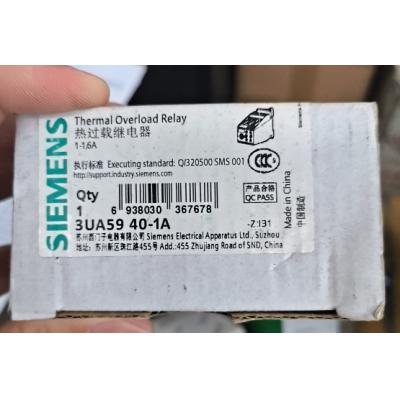 SIEMENS
Thermal Overload Relay
热过载继电器
1-1,6A
执行标准 Executing standard: Q/320500 SMS 001
http://support.industry.siemens.com
产品合格
QC PASS
Made in China
中国制造
Qty
1
6 938030 367678
3UA59 40-1A
-Z:I31
苏州西门子电器有限公司 Siemens Electrical Apparatus Ltd., Suzhou
苏州新区珠江路455号 Add.:455 Zhujiang Road of SND, China